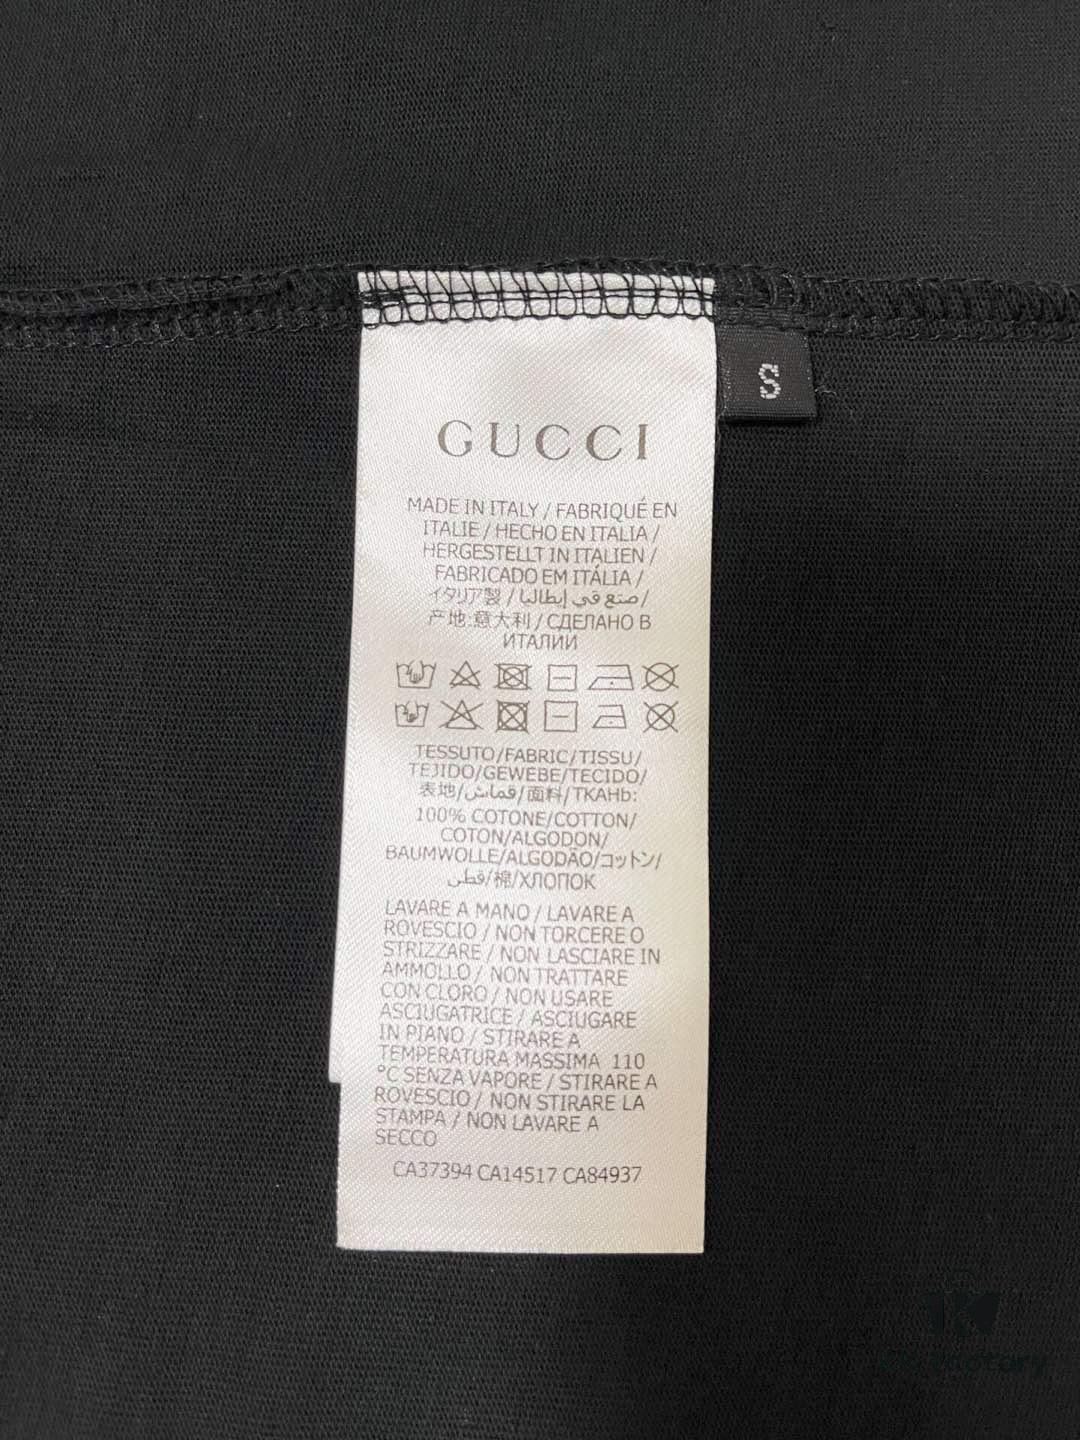 S
GUCCI
MADE IN ITALY / FABRIQUÉ EN
ITALIE / HECHO EN ITALIA /
HERGESTELLT IN ITALIEN /
FABRICADO EM ITÁLIA /
イタリア製 / صنع في إيطاليا /
产地:意大利 / СДЕЛАНО В
ИТАЛИИ
TESSUTO/FABRIC/TISSU/
TEJIDO/GEWEBE/TECIDO/
表地/قماش/面料/ТКАНЬ:
100% COTONE/COTTON/
COTON/ALGODON/
BAUMWOLLE/ALGODÃO/コットン/
قطن/棉/ХЛОПОК
LAVARE A MANO / LAVARE A
ROVESCIO / NON TORCERE O
STRIZZARE / NON LASCIARE IN
AMMOLLO / NON TRATTARE
CON CLORO / NON USARE
ASCIUGATRICE / ASCIUGARE
IN PIANO / STIRARE A
TEMPERATURA MASSIMA 110
°C SENZA VAPORE / STIRARE A
ROVESCIO / NON STIRARE LA
STAMPA / NON LAVARE A
SECCO
CA37394 CA14517 CA84937